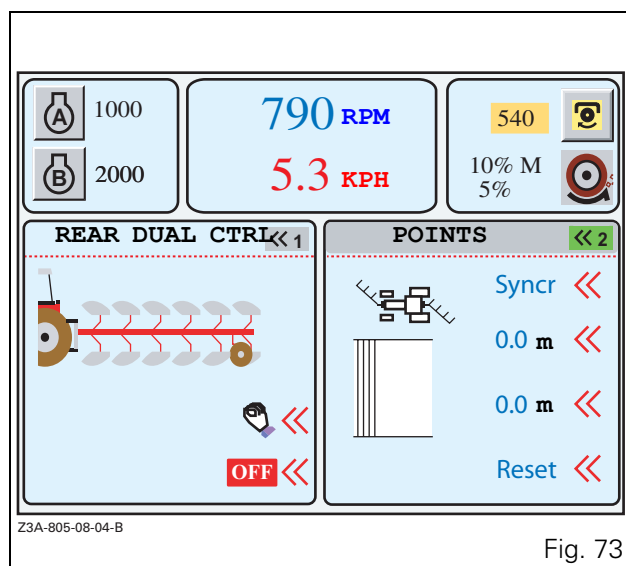 A 1000
B 2000
790 RPM
5.3 KPH
540
10% M
5%
REAR DUAL CTRL 1
OFF
POINTS 2
Syncr
0.0 m
0.0 m
Reset
Z3A-805-08-04-B
Fig. 73